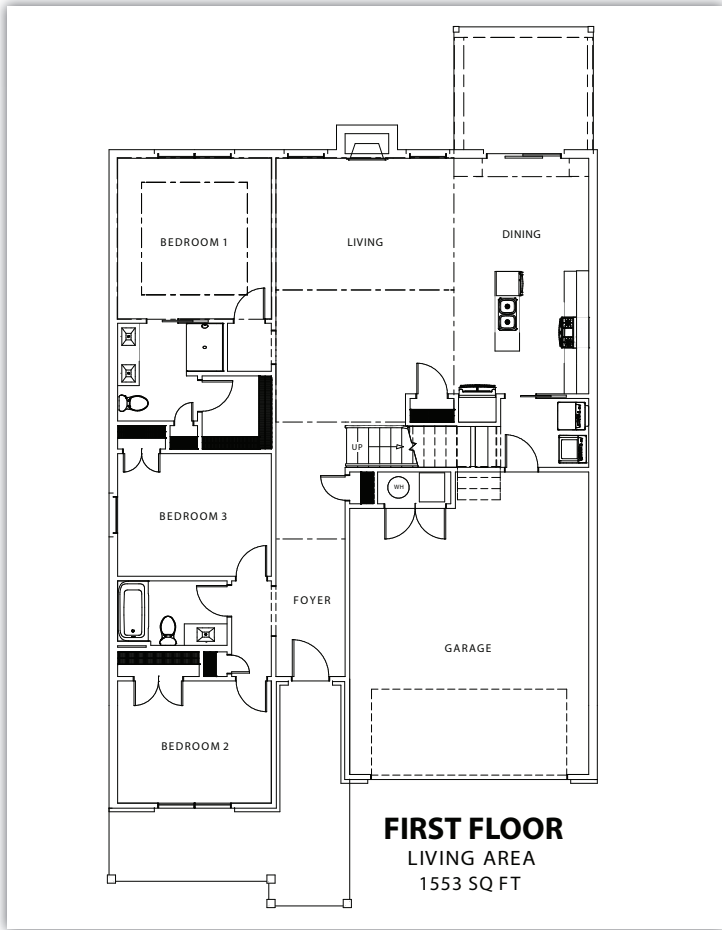 BEDROOM 1
LIVING
DINING
UP
WH
BEDROOM 3
FOYER
GARAGE
BEDROOM 2
FIRST FLOOR
LIVING AREA
1553 SQ FT